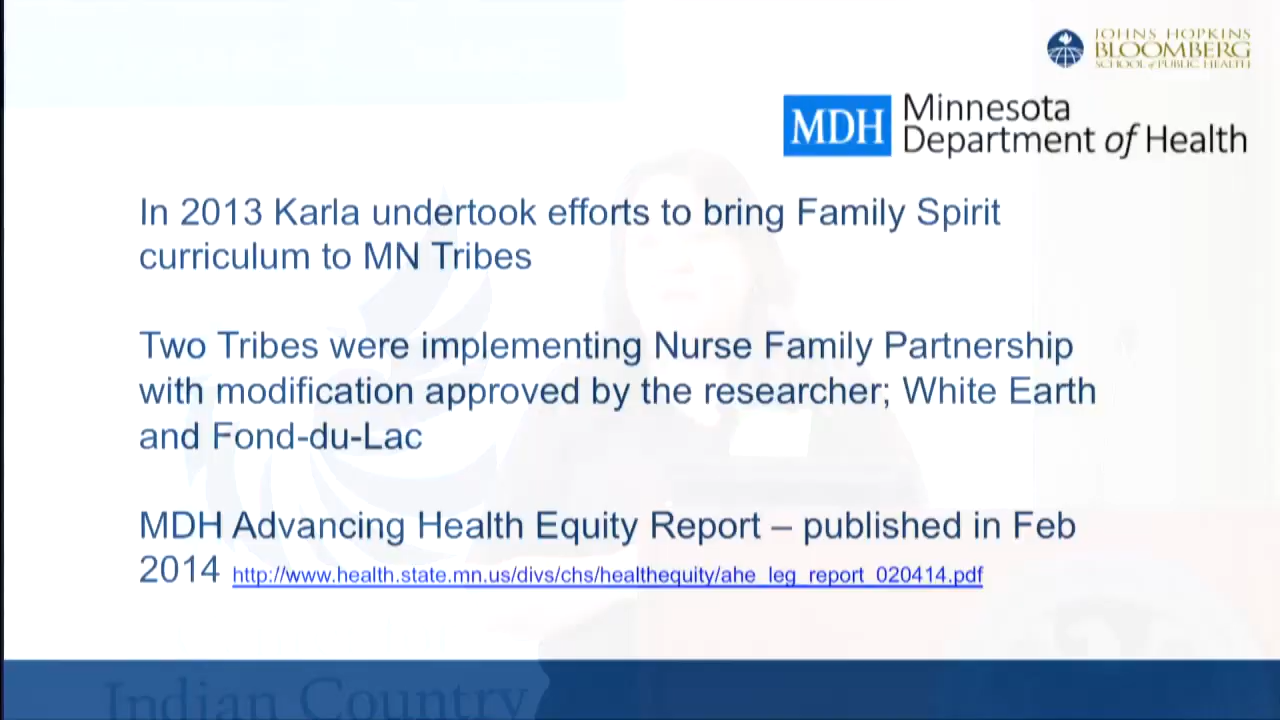 JOHNS HOPKINS
BLOOMBERG
SCHOOL of PUBLIC HEALTH
MDH Minnesota
Department of Health
In 2013 Karla undertook efforts to bring Family Spirit
curriculum to MN Tribes
Two Tribes were implementing Nurse Family Partnership
with modification approved by the researcher; White Earth
and Fond-du-Lac
MDH Advancing Health Equity Report – published in Feb
2014 http://www.health.state.mn.us/divs/chs/healthequity/ahe_leg_report_020414.pdf
Indian Country